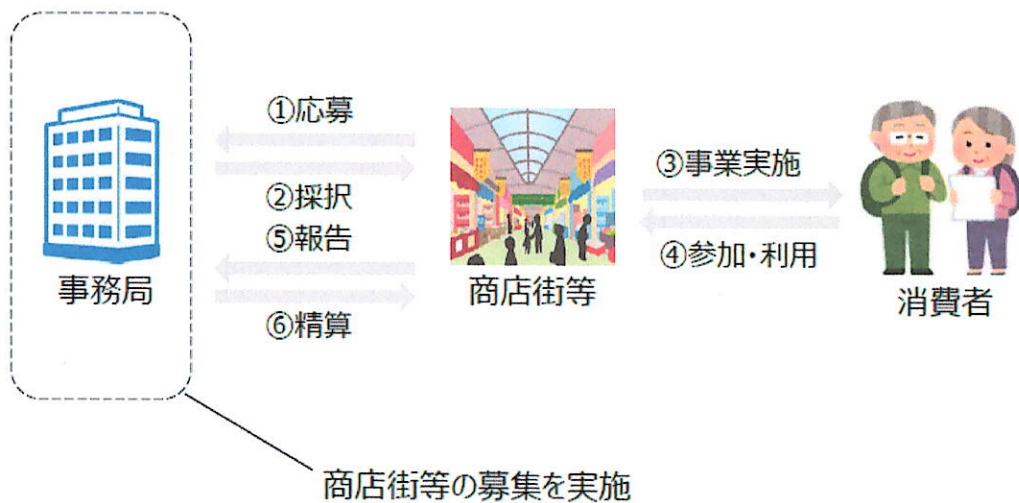 ①応募
②採択
⑤報告
⑥精算
事務局
商店街等
③事業実施
④参加・利用
消費者
商店街等の募集を実施